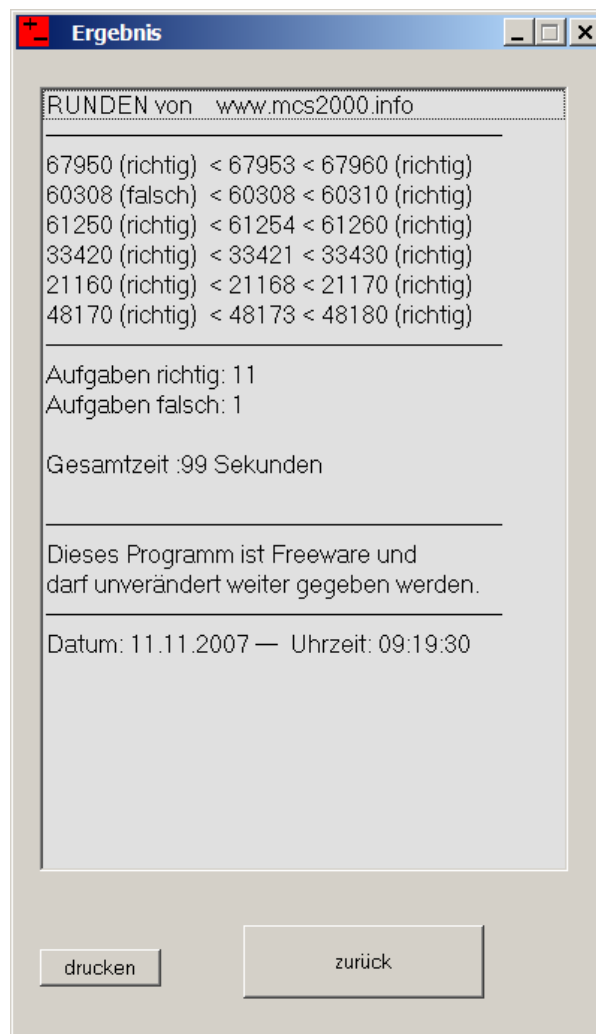 Ergebnis
RUNDEN von www.mcs2000.info
67950 (richtig) < 67953 < 67960 (richtig)
60308 (falsch) < 60308 < 60310 (richtig)
61250 (richtig) < 61254 < 61260 (richtig)
33420 (richtig) < 33421 < 33430 (richtig)
21160 (richtig) < 21168 < 21170 (richtig)
48170 (richtig) < 48173 < 48180 (richtig)
Aufgaben richtig: 11
Aufgaben falsch: 1
Gesamtzeit :99 Sekunden
Dieses Programm ist Freeware und
darf unverändert weiter gegeben werden.
Datum: 11.11.2007 — Uhrzeit: 09:19:30
drucken
zurück